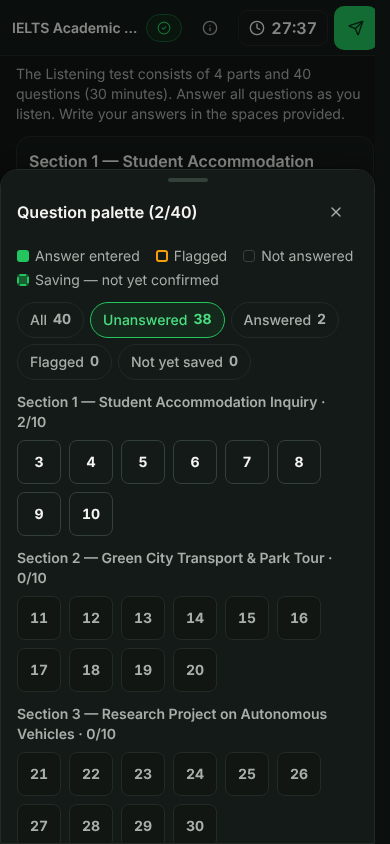 IELTS Academic ...
27:37
The Listening test consists of 4 parts and 40
questions (30 minutes). Answer all questions as you
listen. Write your answers in the spaces provided.
Section 1 — Student Accommodation
Question palette (2/40)
Answer entered Flagged Not answered
Saving — not yet confirmed
All 40 Unanswered 38 Answered 2
Flagged 0 Not yet saved 0
Section 1 — Student Accommodation Inquiry ·
2/10
3 4 5 6 7 8
9 10
Section 2 — Green City Transport & Park Tour ·
0/10
11 12 13 14 15 16
17 18 19 20
Section 3 — Research Project on Autonomous
Vehicles · 0/10
21 22 23 24 25 26
27 28 29 30